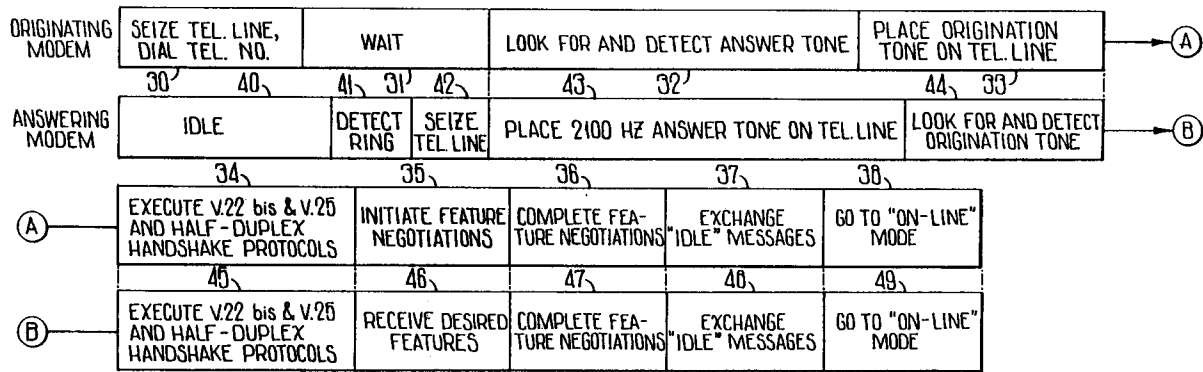 ORIGINATING
MODEM
SEIZE TEL. LINE,
DIAL TEL. NO.
WAIT
LOOK FOR AND DETECT ANSWER TONE
PLACE ORIGINATION
TONE ON TEL. LINE
A
30 40 41 31 42 43 32 44 33
ANSWERING
MODEM
IDLE
DETECT
RING
SEIZE
TEL. LINE
PLACE 2100 HZ ANSWER TONE ON TEL. LINE
LOOK FOR AND DETECT
ORIGINATION TONE
B
34 35 36 37 38
A
EXECUTE V.22 bis & V.25
AND HALF-DUPLEX
HANDSHAKE PROTOCOLS
INITIATE FEATURE
NEGOTIATIONS
COMPLETE FEA-
TURE NEGOTIATIONS
EXCHANGE
"IDLE" MESSAGES
GO TO "ON-LINE"
MODE
45 46 47 48 49
B
EXECUTE V.22 bis & V.25
AND HALF-DUPLEX
HANDSHAKE PROTOCOLS
RECEIVE DESIRED
FEATURES
COMPLETE FEA-
TURE NEGOTIATIONS
EXCHANGE
"IDLE" MESSAGES
GO TO "ON-LINE"
MODE